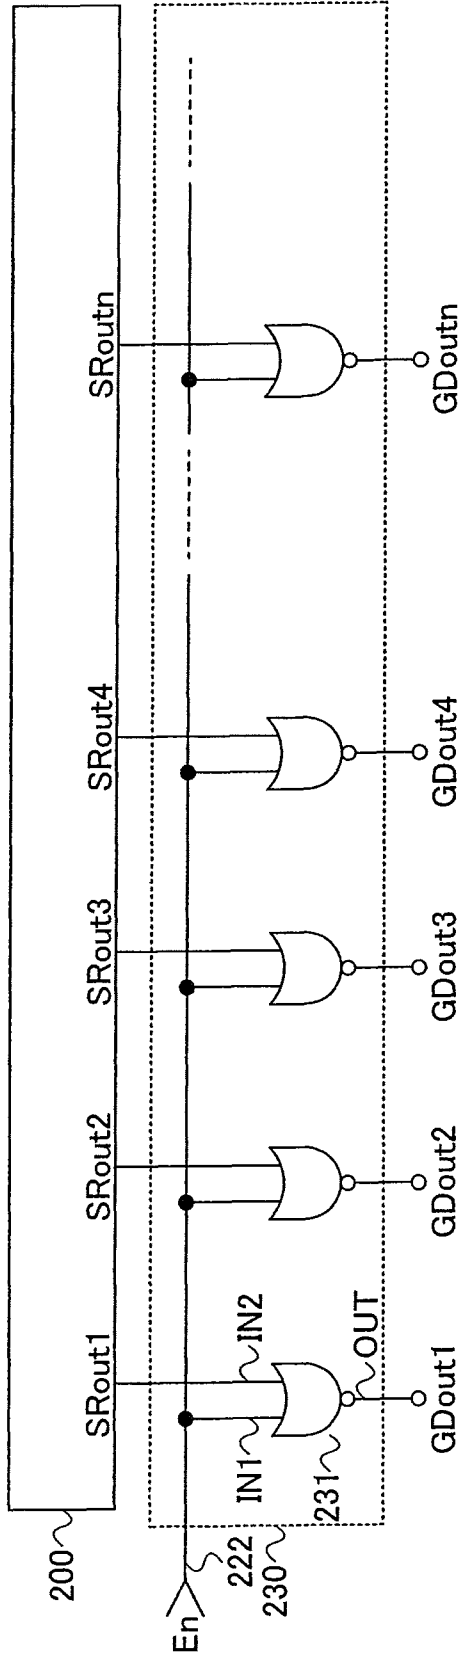 200
SRout1
SRout2
SRout3
SRout4
SRoutn
En
222
230
IN1
IN2
231
OUT
GDout1
GDout2
GDout3
GDout4
GDoutn